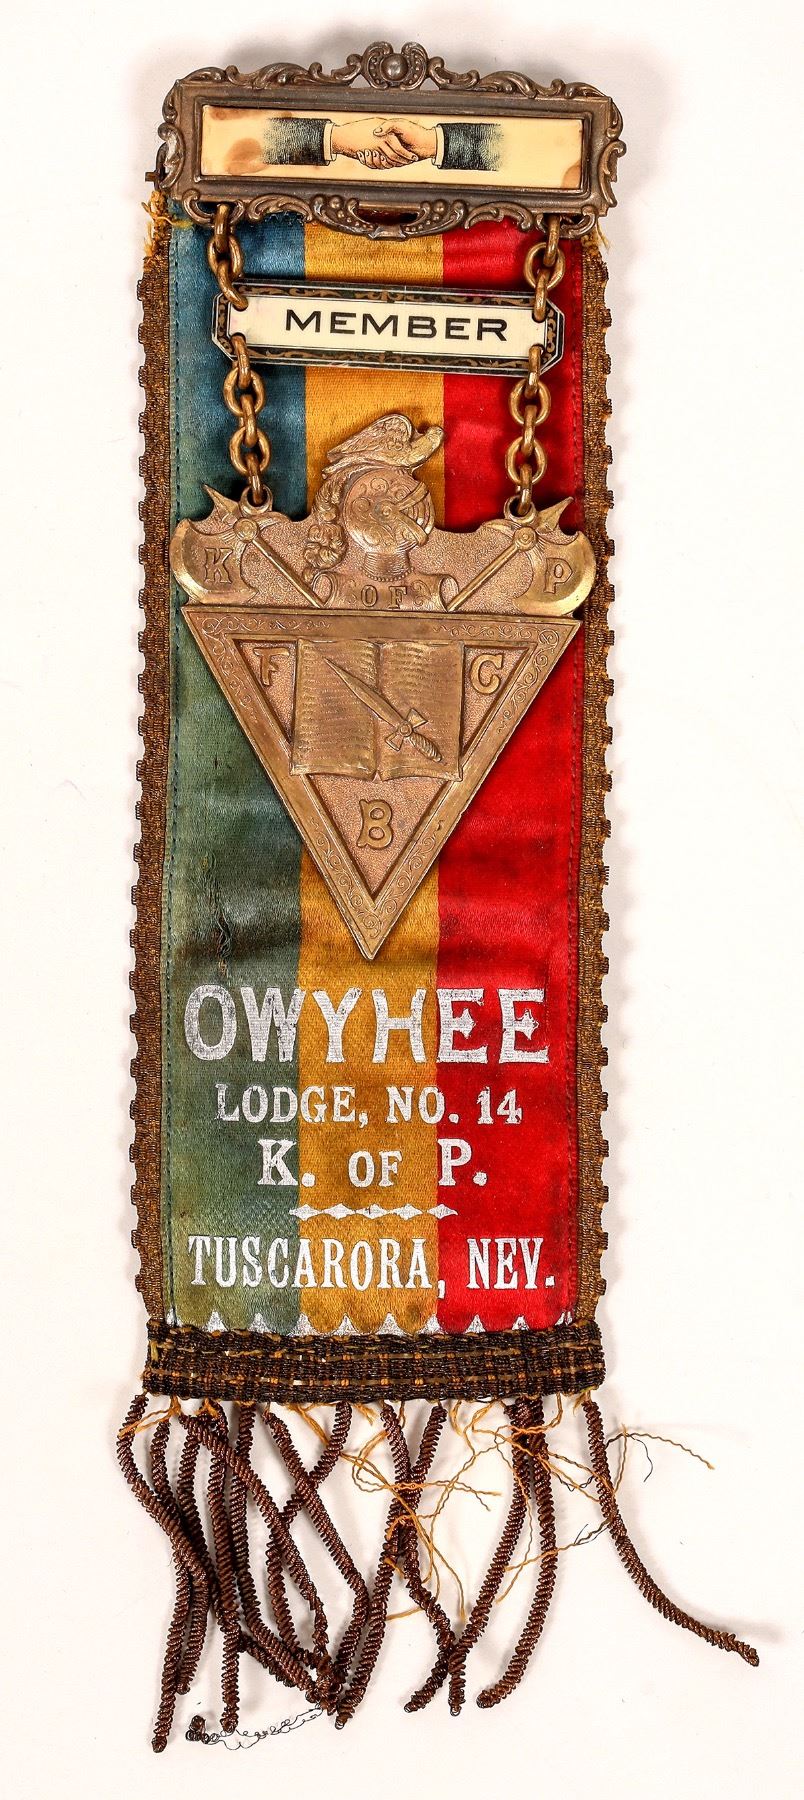 MEMBER
K OF P
F C
B
OWYHEE
LODGE, NO. 14
K. OF P.
TUSCARORA, NEV.